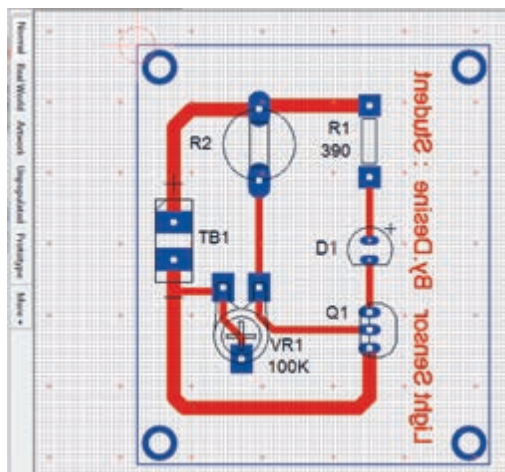 Normal Real World Artwork Unpopulated Prototype More
R2
R1
390
TB1
D1
Q1
VR1
100K
Light Sensor By.Desine : Student